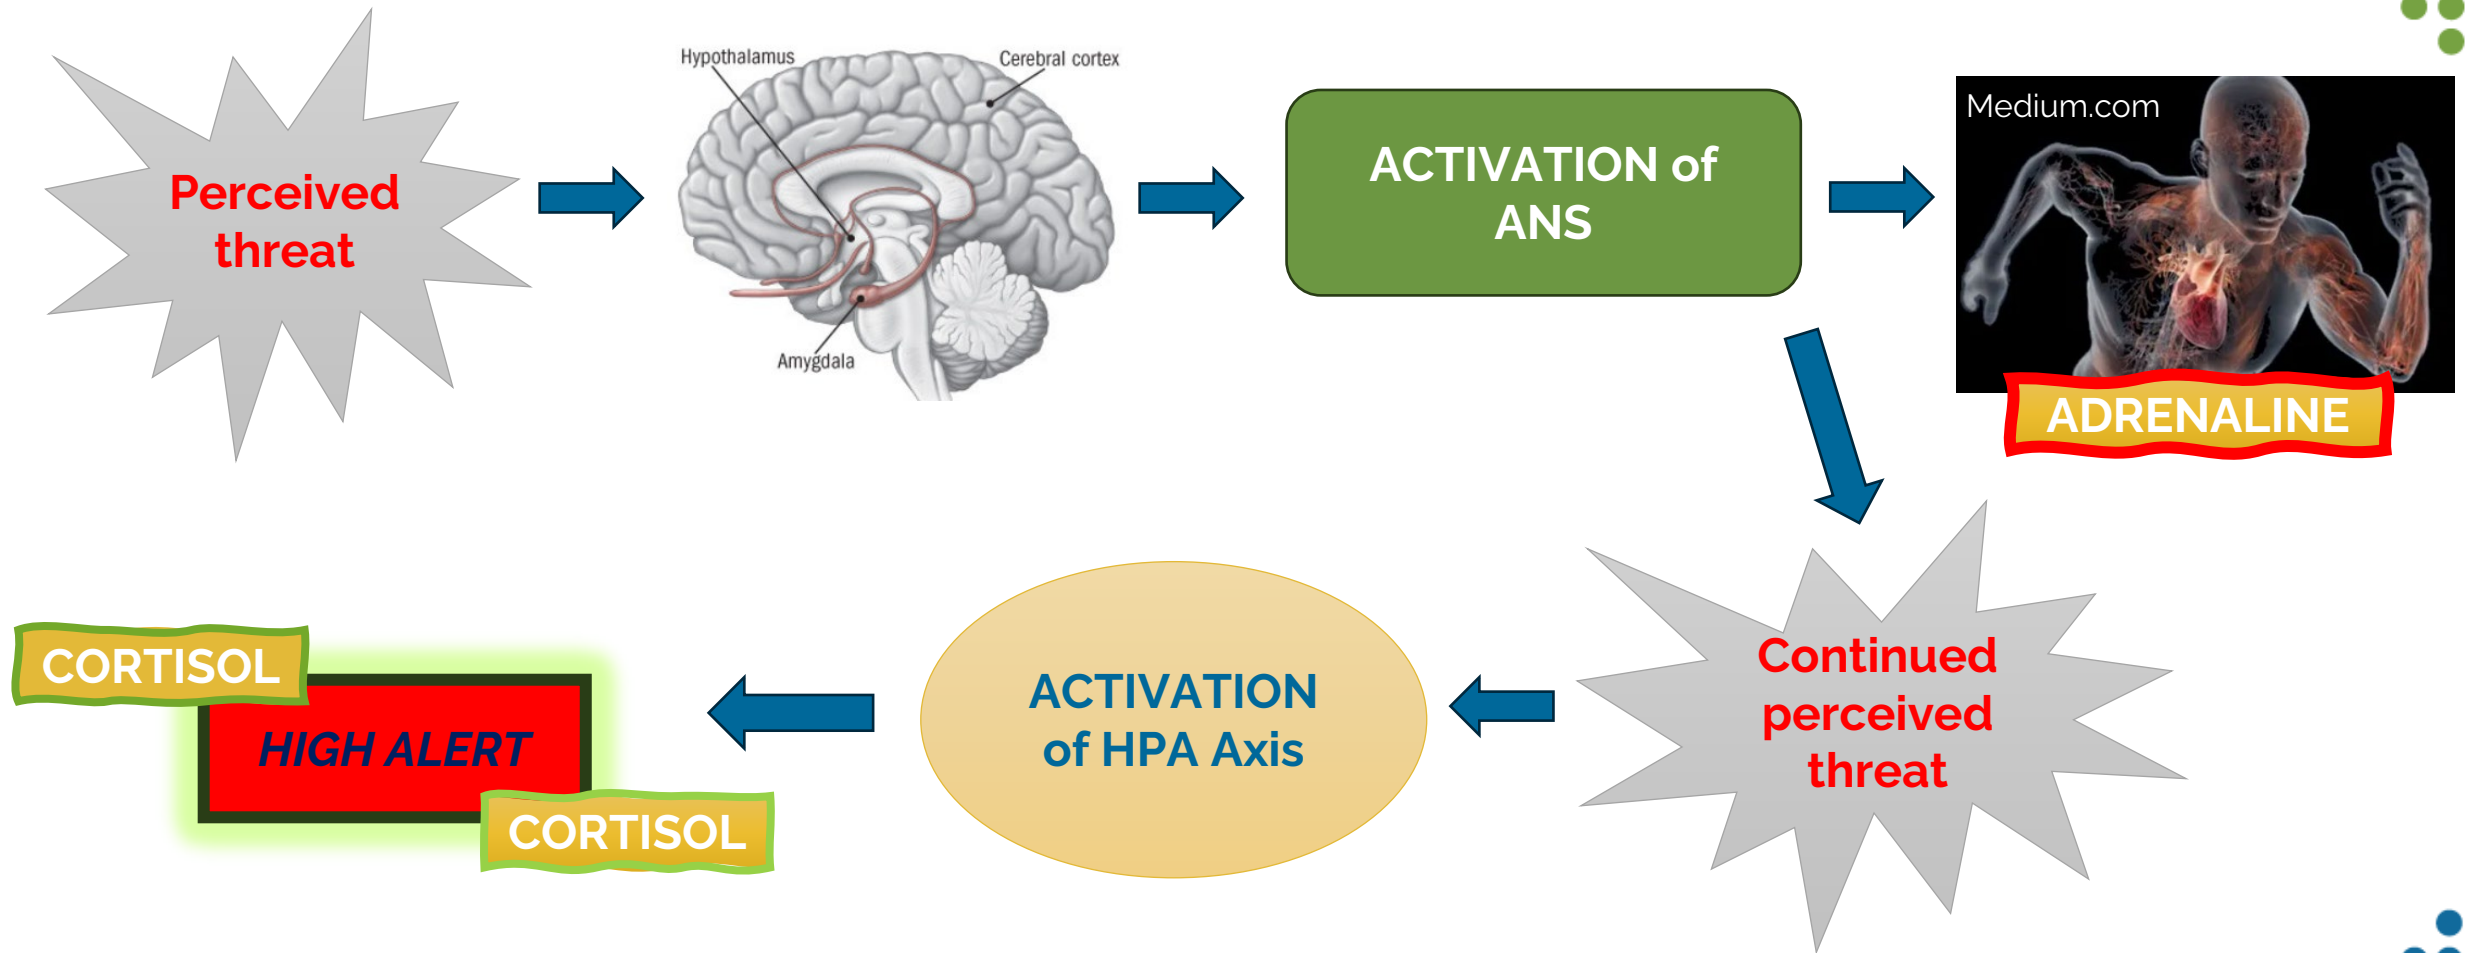 Perceived
threat
Hypothalamus
Cerebral cortex
Amygdala
ACTIVATION of
ANS
Medium.com
ADRENALINE
Continued
perceived
threat
ACTIVATION
of HPA Axis
CORTISOL
HIGH ALERT
CORTISOL